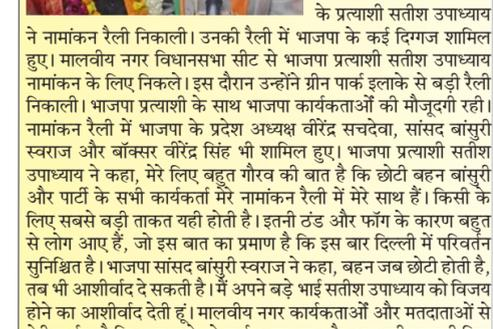 के प्रत्याशी सतीश उपाध्याय
ने नामांकन रैली निकाली। उनकी रैली में भाजपा के कई दिग्गज शामिल
हुए। मालवीय नगर विधानसभा सीट से भाजपा प्रत्याशी सतीश उपाध्याय
नामांकन के लिए निकले। इस दौरान उन्होंने ग्रीन पार्क इलाके से बड़ी रैली
निकाली। भाजपा प्रत्याशी के साथ भाजपा कार्यकर्ताओं की मौजूदगी रही।
नामांकन रैली में भाजपा के प्रदेश अध्यक्ष वीरेंद्र सचदेवा, सांसद बांसुरी
स्वराज और बॉक्सर वीरेंद्र सिंह भी शामिल हुए। भाजपा प्रत्याशी सतीश
उपाध्याय ने कहा, मेरे लिए बहुत गौरव की बात है कि छोटी बहन बांसुरी
और पार्टी के सभी कार्यकर्ता मेरे नामांकन रैली में मेरे साथ हैं। किसी के
लिए सबसे बड़ी ताकत यही होती है। इतनी ठंड और फॉग के कारण बहुत
से लोग आए हैं, जो इस बात का प्रमाण है कि इस बार दिल्ली में परिवर्तन
सुनिश्चित है। भाजपा सांसद बांसुरी स्वराज ने कहा, बहन जब छोटी होती है,
तब भी आशीर्वाद दे सकती है। मैं अपने बड़े भाई सतीश उपाध्याय को विजय
होने का आशीर्वाद देती हूं। मालवीय नगर कार्यकर्ताओं और मतदाताओं से